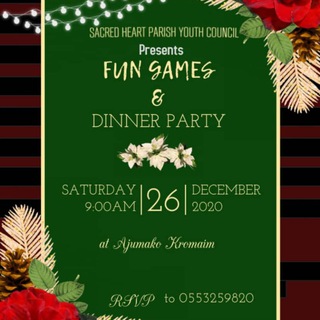 SACRED HEART PARISH YOUTH COUNCIL
Presents
FUN GAMES
&
DINNER PARTY
SATURDAY | 26 | DECEMBER
9:00AM | 2020
at Ajumako Kromaim
RSVP to 0553259820